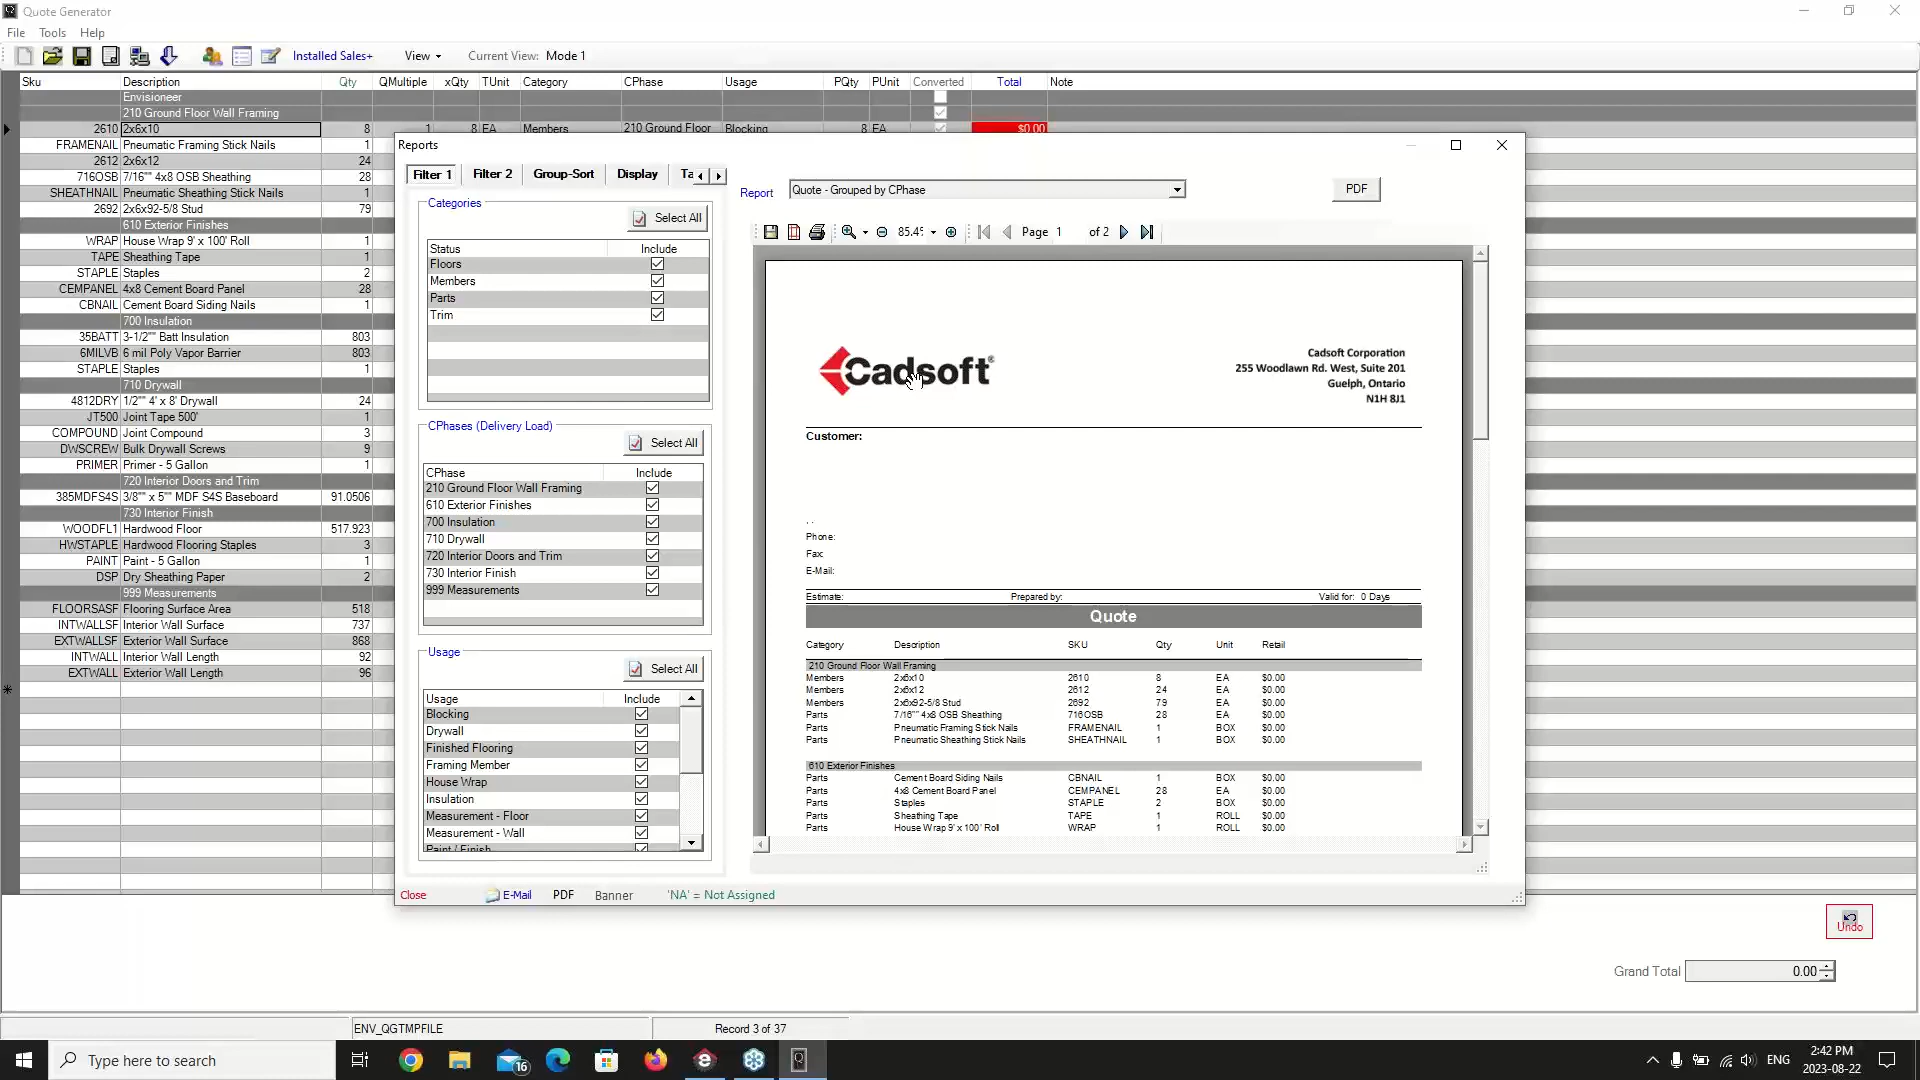 Quote Generator
File Tools Help
Installed Sales+ View Current View: Mode 1
Sku Description Qty QMultiple xQty TUnit Category CPhase Usage PQty PUnit Converted Total Note
Envisioneer
210 Ground Floor Wall Framing
2610 2x6x10 8 1 8 EA Members 210 Ground Floor Blocking 8 EA $0.00
FRAMENAIL Pneumatic Framing Stick Nails 1
2612 2x6x12 24
716OSB 7/16"" 4x8 OSB Sheathing 28
SHEATHNAIL Pneumatic Sheathing Stick Nails 1
2692 2x6x92-5/8 Stud 79
610 Exterior Finishes
WRAP House Wrap 9' x 100' Roll 1
TAPE Sheathing Tape 1
STAPLE Staples 2
CEMPANEL 4x8 Cement Board Panel 28
CBNAIL Cement Board Siding Nails 1
700 Insulation
35BATT 3-1/2"" Batt Insulation 803
6MILVB 6 mil Poly Vapor Barrier 803
STAPLE Staples 1
710 Drywall
4812DRY 1/2"" 4' x 8' Drywall 24
JT500 Joint Tape 500' 1
COMPOUND Joint Compound 3
DWSCREW Bulk Drywall Screws 9
PRIMER Primer - 5 Gallon 1
720 Interior Doors and Trim
385MDFS4S 3/8"" x 5"" MDF S4S Baseboard 91.0506
730 Interior Finish
WOODFL1 Hardwood Floor 517.923
HWSTAPLE Hardwood Flooring Staples 3
PAINT Paint - 5 Gallon 1
DSP Dry Sheathing Paper 2
999 Measurements
FLOORSASF Flooring Surface Area 518
INTWALLSF Interior Wall Surface 737
EXTWALLSF Exterior Wall Surface 868
INTWALL Interior Wall Length 92
EXTWALL Exterior Wall Length 96
Reports
Filter 1 Filter 2 Group-Sort Display Ta
Categories
Select All
Status Include
Floors
Members
Parts
Trim
CPhases (Delivery Load)
Select All
CPhase Include
210 Ground Floor Wall Framing
610 Exterior Finishes
700 Insulation
710 Drywall
720 Interior Doors and Trim
730 Interior Finish
999 Measurements
Usage
Select All
Usage Include
Blocking
Drywall
Finished Flooring
Framing Member
House Wrap
Insulation
Measurement - Floor
Measurement - Wall
Paint / Finish
Report Quote - Grouped by CPhase PDF
Page 1 of 2
Cadsoft®
Cadsoft Corporation
255 Woodlawn Rd. West, Suite 201
Guelph, Ontario
N1H 8J1
Customer:
, ,
Phone:
Fax:
E-Mail:
Estimate: Prepared by: Valid for: 0 Days
Quote
Category Description SKU Qty Unit Retail
210 Ground Floor Wall Framing
Members 2x6x10 2610 8 EA $0.00
Members 2x6x12 2612 24 EA $0.00
Members 2x6x92-5/8 Stud 2692 79 EA $0.00
Parts 7/16"" 4x8 OSB Sheathing 716OSB 28 EA $0.00
Parts Pneumatic Framing Stick Nails FRAMENAIL 1 BOX $0.00
Parts Pneumatic Sheathing Stick Nails SHEATHNAIL 1 BOX $0.00
610 Exterior Finishes
Parts Cement Board Siding Nails CBNAIL 1 BOX $0.00
Parts 4x8 Cement Board Panel CEMPANEL 28 EA $0.00
Parts Staples STAPLE 2 BOX $0.00
Parts Sheathing Tape TAPE 1 ROLL $0.00
Parts House Wrap 9' x 100' Roll WRAP 1 ROLL $0.00
Close E-Mail PDF Banner 'NA' = Not Assigned
Undo
Grand Total 0.00
ENV_QGTMPFILE Record 3 of 37
Type here to search
16
ENG
2:42 PM
2023-08-22